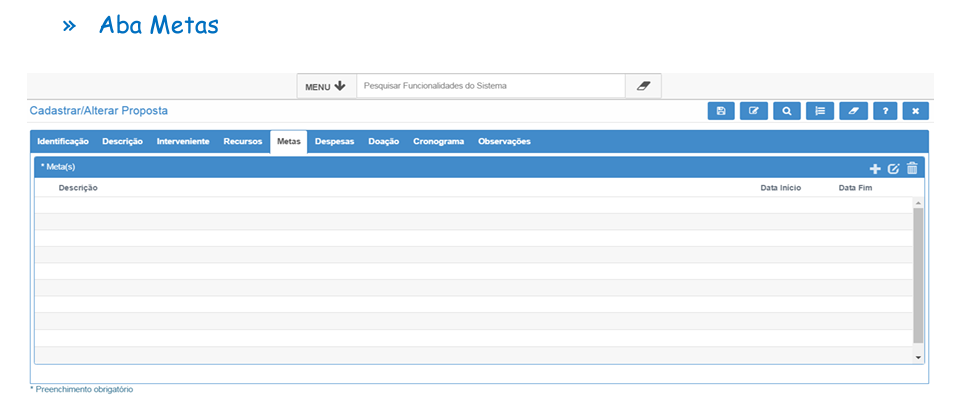 » Aba Metas
MENU Pesquisar Funcionalidades do Sistema
Cadastrar/Alterar Proposta
Identificação Descrição Interveniente Recursos Metas Despesas Doação Cronograma Observações
* Meta(s)
Descrição Data Início Data Fim
* Preenchimento obrigatório